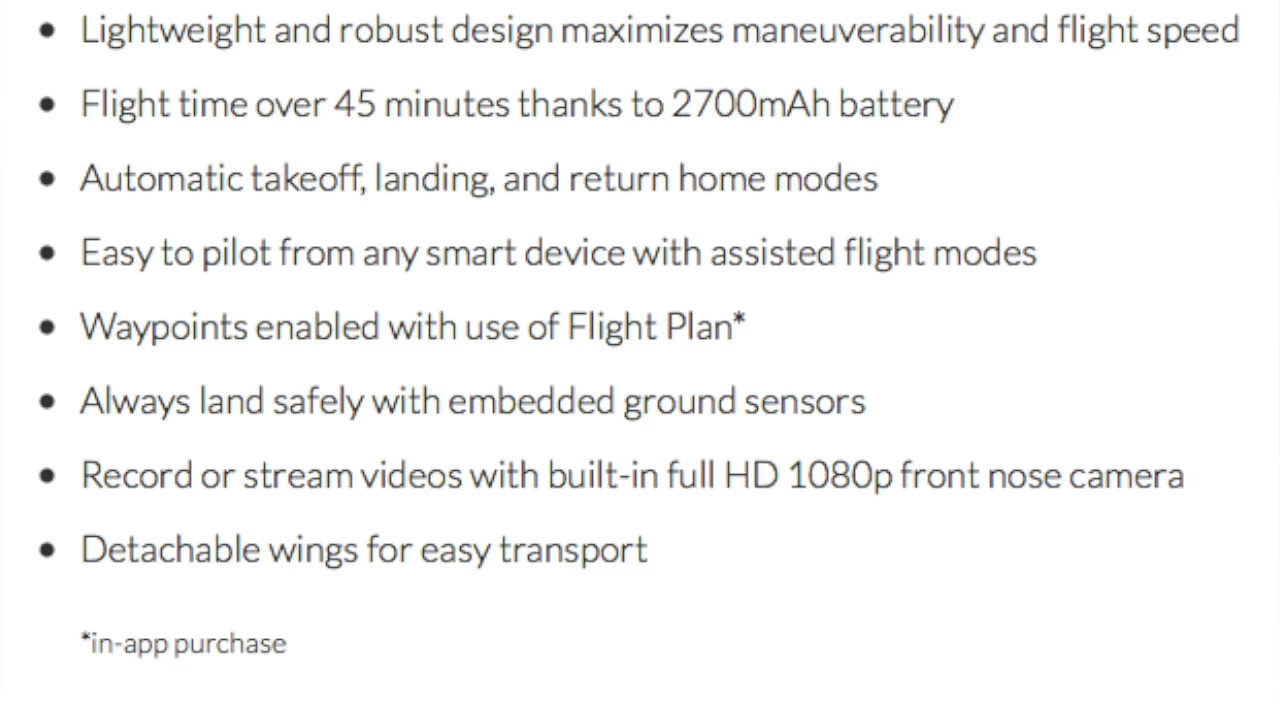 • Lightweight and robust design maximizes maneuverability and flight speed
• Flight time over 45 minutes thanks to 2700mAh battery
• Automatic takeoff, landing, and return home modes
• Easy to pilot from any smart device with assisted flight modes
• Waypoints enabled with use of Flight Plan*
• Always land safely with embedded ground sensors
• Record or stream videos with built-in full HD 1080p front nose camera
• Detachable wings for easy transport
*in-app purchase